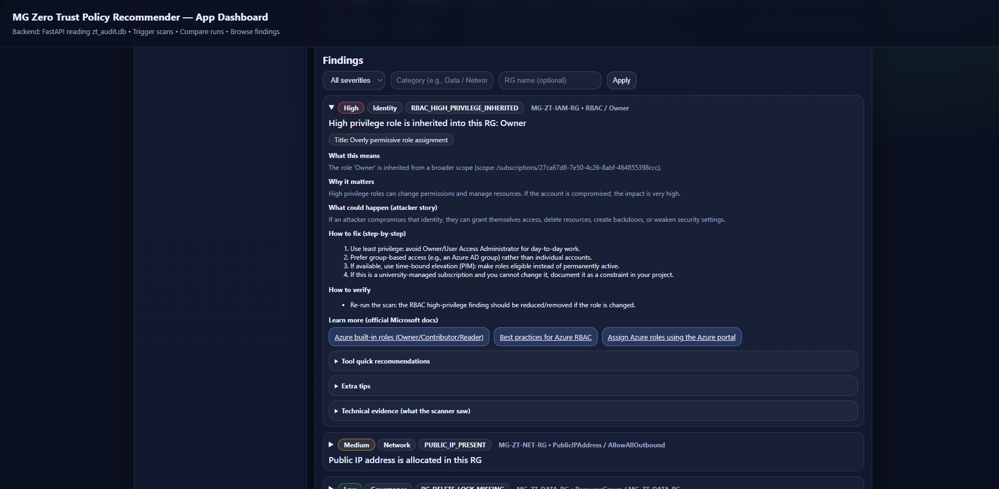 MG Zero Trust Policy Recommender — App Dashboard
Backend: FastAPI reading zt_audit.db • Trigger scans • Compare runs • Browse findings
Findings
All severities
Category (e.g., Data / Networ
RG name (optional)
Apply
High Identity RBAC_HIGH_PRIVILEGE_INHERITED MG-ZT-IAM-RG • RBAC / Owner
High privilege role is inherited into this RG: Owner
Title: Overly permissive role assignment
What this means
The role 'Owner' is inherited from a broader scope (scope: /subscriptions/27ca67d8-7e50-4c26-8abf-464855398ccc).
Why it matters
High privilege roles can change permissions and manage resources. If the account is compromised, the impact is very high.
What could happen (attacker story)
If an attacker compromises that identity, they can grant themselves access, delete resources, create backdoors, or weaken security settings.
How to fix (step-by-step)
1. Use least privilege: avoid Owner/User Access Administrator for day-to-day work.
2. Prefer group-based access (e.g., an Azure AD group) rather than individual accounts.
3. If available, use time-bound elevation (PIM): make roles eligible instead of permanently active.
4. If this is a university-managed subscription and you cannot change it, document it as a constraint in your project.
How to verify
• Re-run the scan: the RBAC high-privilege finding should be reduced/removed if the role is changed.
Learn more (official Microsoft docs)
Azure built-in roles (Owner/Contributor/Reader)
Best practices for Azure RBAC
Assign Azure roles using the Azure portal
Tool quick recommendations
Extra tips
Technical evidence (what the scanner saw)
Medium Network PUBLIC_IP_PRESENT MG-ZT-NET-RG • PublicIPAddress / AllowAllOutbound
Public IP address is allocated in this RG
Low Governance RG_DELETE_LOCK_MISSING MG-ZT-DATA-RG • ResourceGroup / MG-ZT-DATA-RG